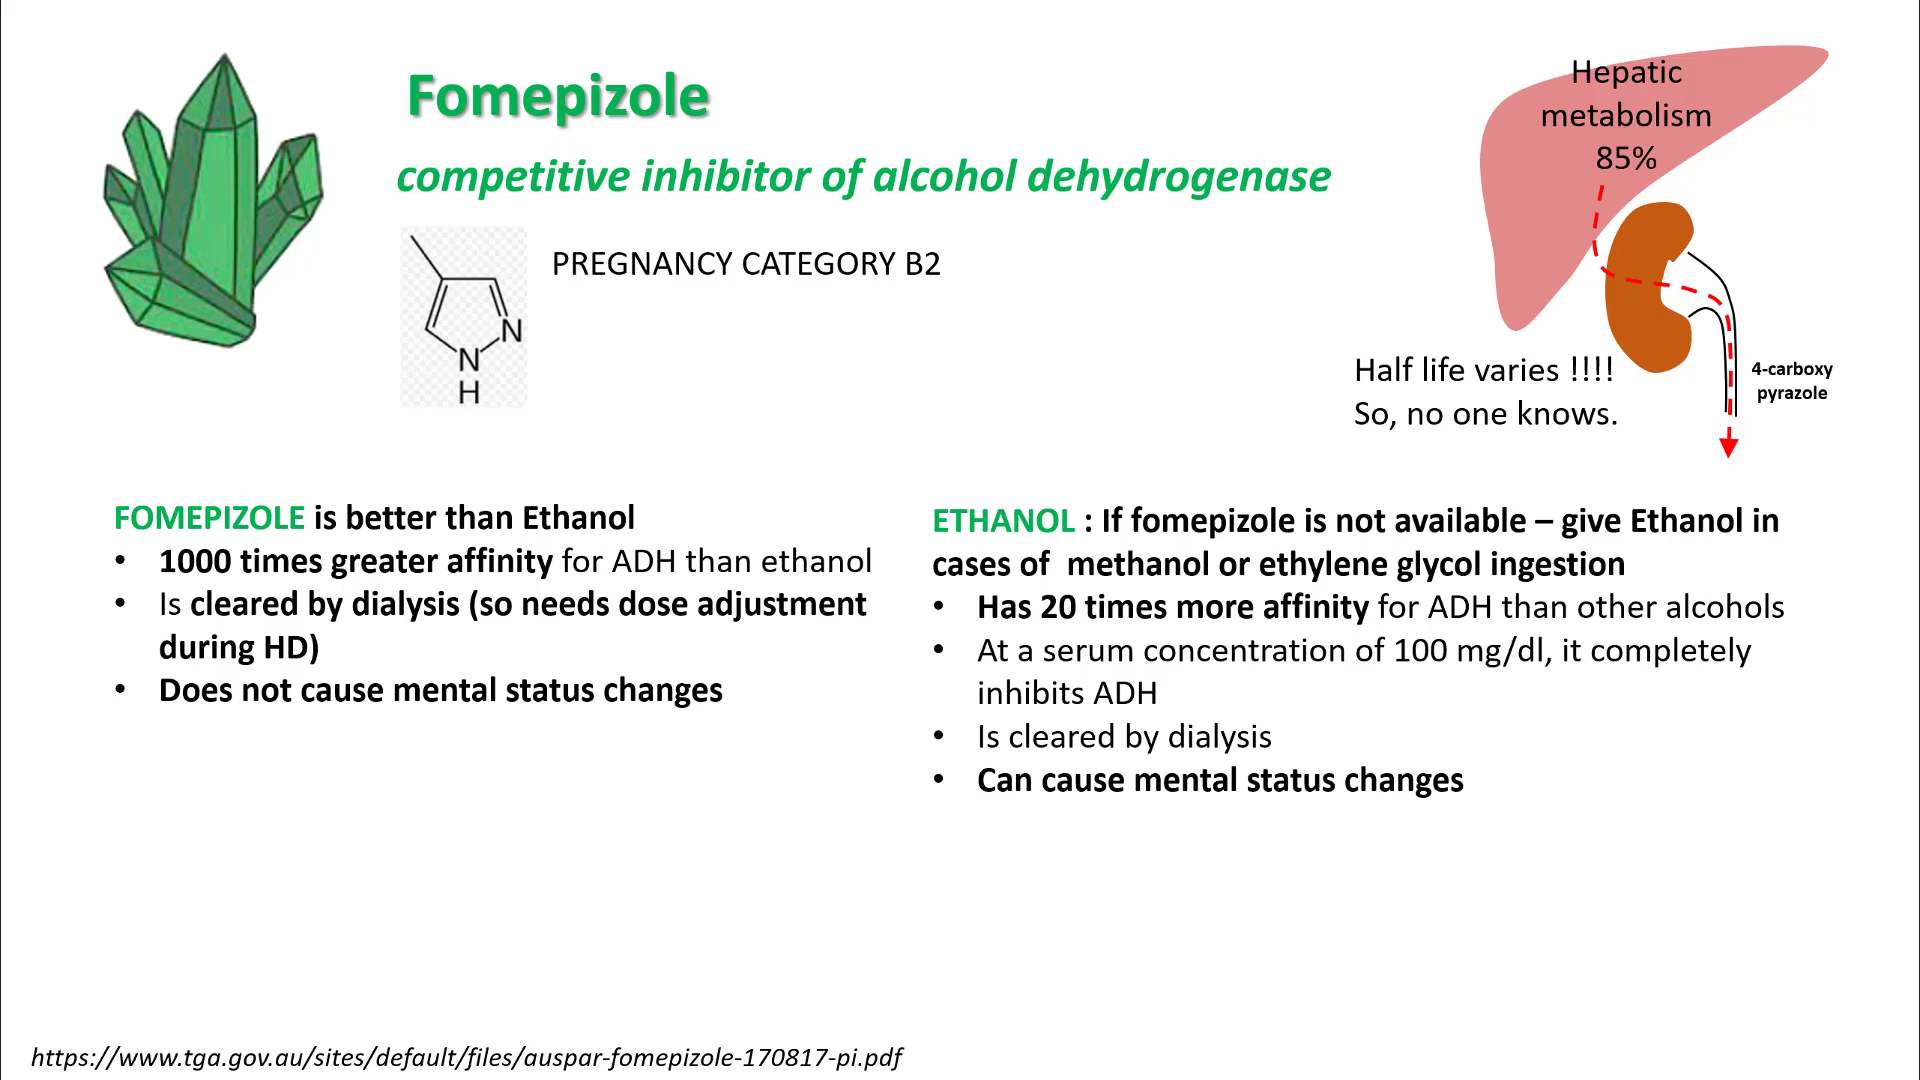 Fomepizole
competitive inhibitor of alcohol dehydrogenase
N
N
H
PREGNANCY CATEGORY B2
Hepatic
metabolism
85%
Half life varies !!!!
So, no one knows.
4-carboxy
pyrazole
FOMEPIZOLE is better than Ethanol
• 1000 times greater affinity for ADH than ethanol
• Is cleared by dialysis (so needs dose adjustment
during HD)
• Does not cause mental status changes
ETHANOL : If fomepizole is not available – give Ethanol in
cases of methanol or ethylene glycol ingestion
• Has 20 times more affinity for ADH than other alcohols
• At a serum concentration of 100 mg/dl, it completely
inhibits ADH
• Is cleared by dialysis
• Can cause mental status changes
https://www.tga.gov.au/sites/default/files/auspar-fomepizole-170817-pi.pdf